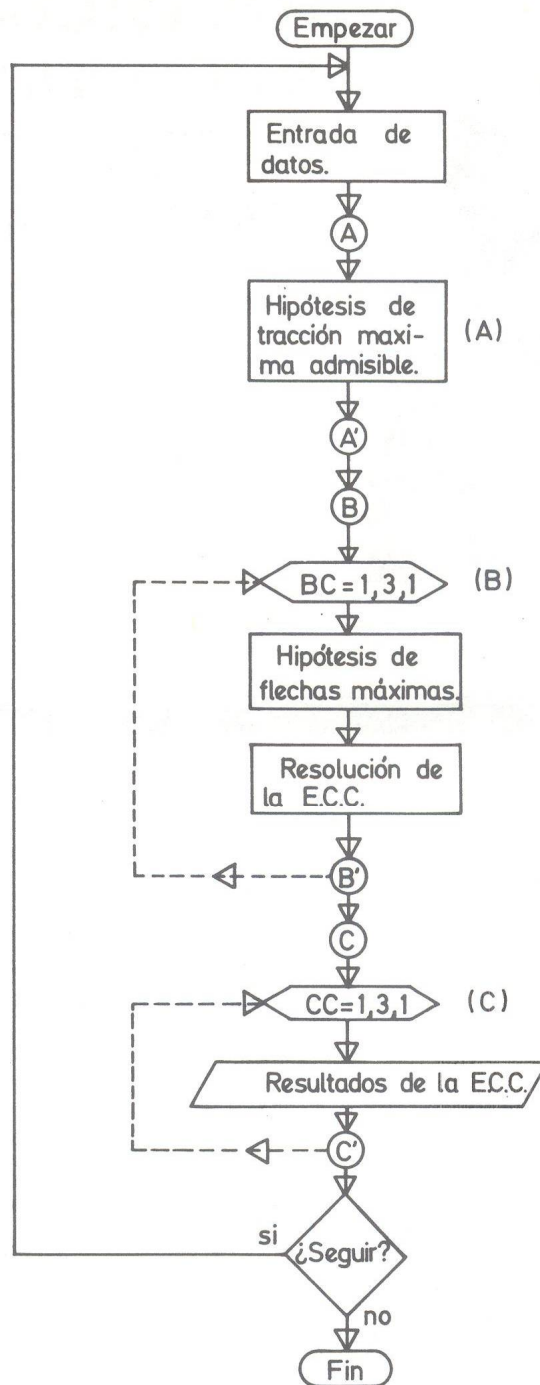 Empezar
Entrada de
datos.
A
Hipótesis de
tracción maxi-
ma admisible.
(A)
A'
B
BC=1,3,1
(B)
Hipótesis de
flechas máximas.
Resolución de
la E.C.C.
B'
C
CC=1,3,1
(C)
Resultados de la E.C.C.
C'
¿Seguir?
si
no
Fin